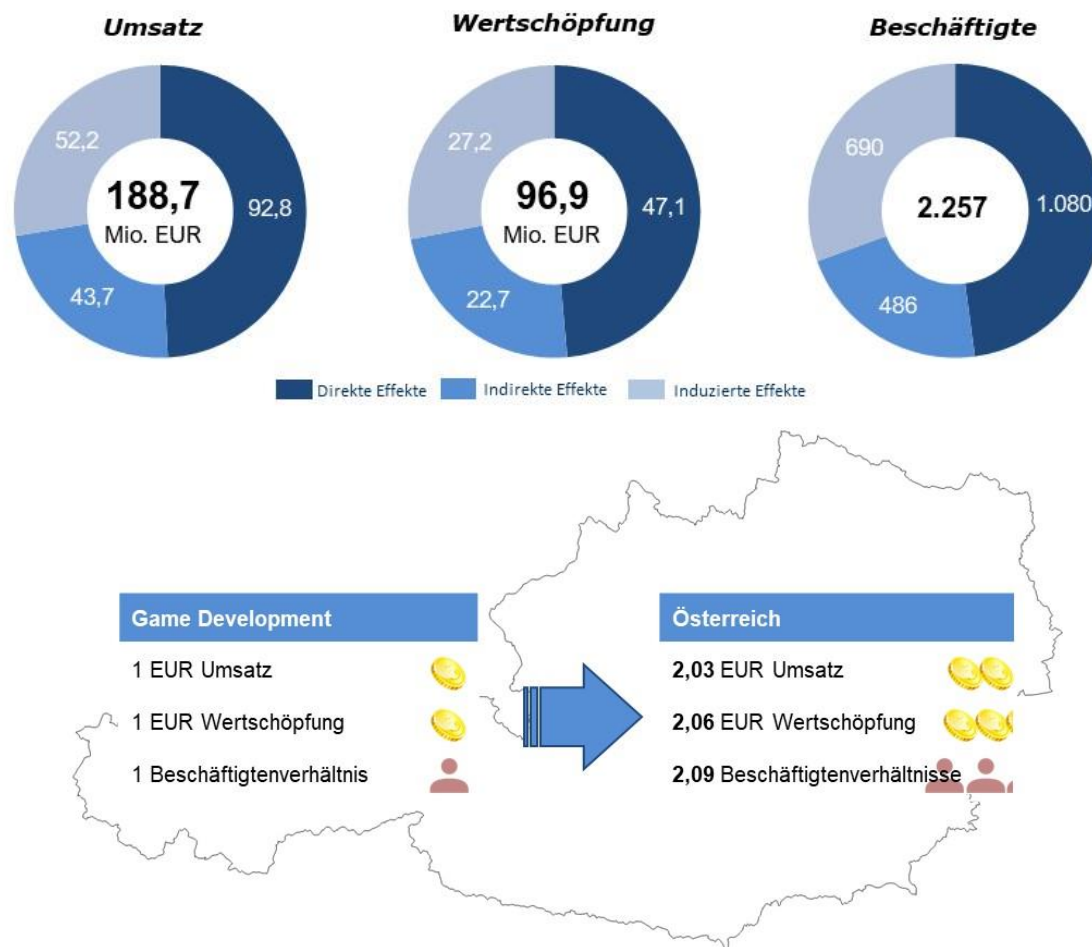 Umsatz
Wertschöpfung
Beschäftigte
52,2
188,7
Mio. EUR
92,8
43,7
27,2
96,9
Mio. EUR
47,1
22,7
690
2.257
1.080
486
Direkte Effekte
Indirekte Effekte
Induzierte Effekte
Game Development
1 EUR Umsatz
1 EUR Wertschöpfung
1 Beschäftigtenverhältnis
Österreich
2,03 EUR Umsatz
2,06 EUR Wertschöpfung
2,09 Beschäftigtenverhältnisse